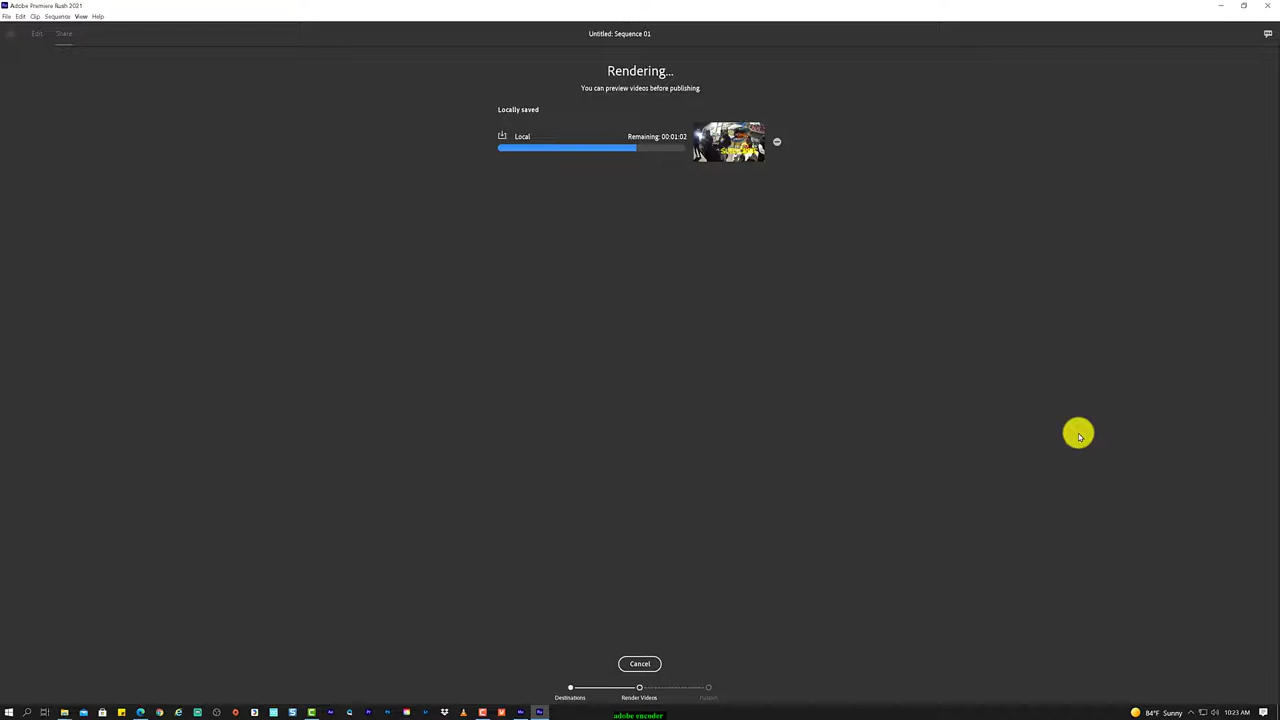 Adobe Premiere Rush 2021
File Edit Clip Sequence View Help
Edit Share Untitled: Sequence 01
Rendering...
You can preview videos before publishing.
Locally saved
Local Remaining: 00:01:02
Cancel
Destinations Render Videos Publish
84°F Sunny 10:23 AM
adobe encoder